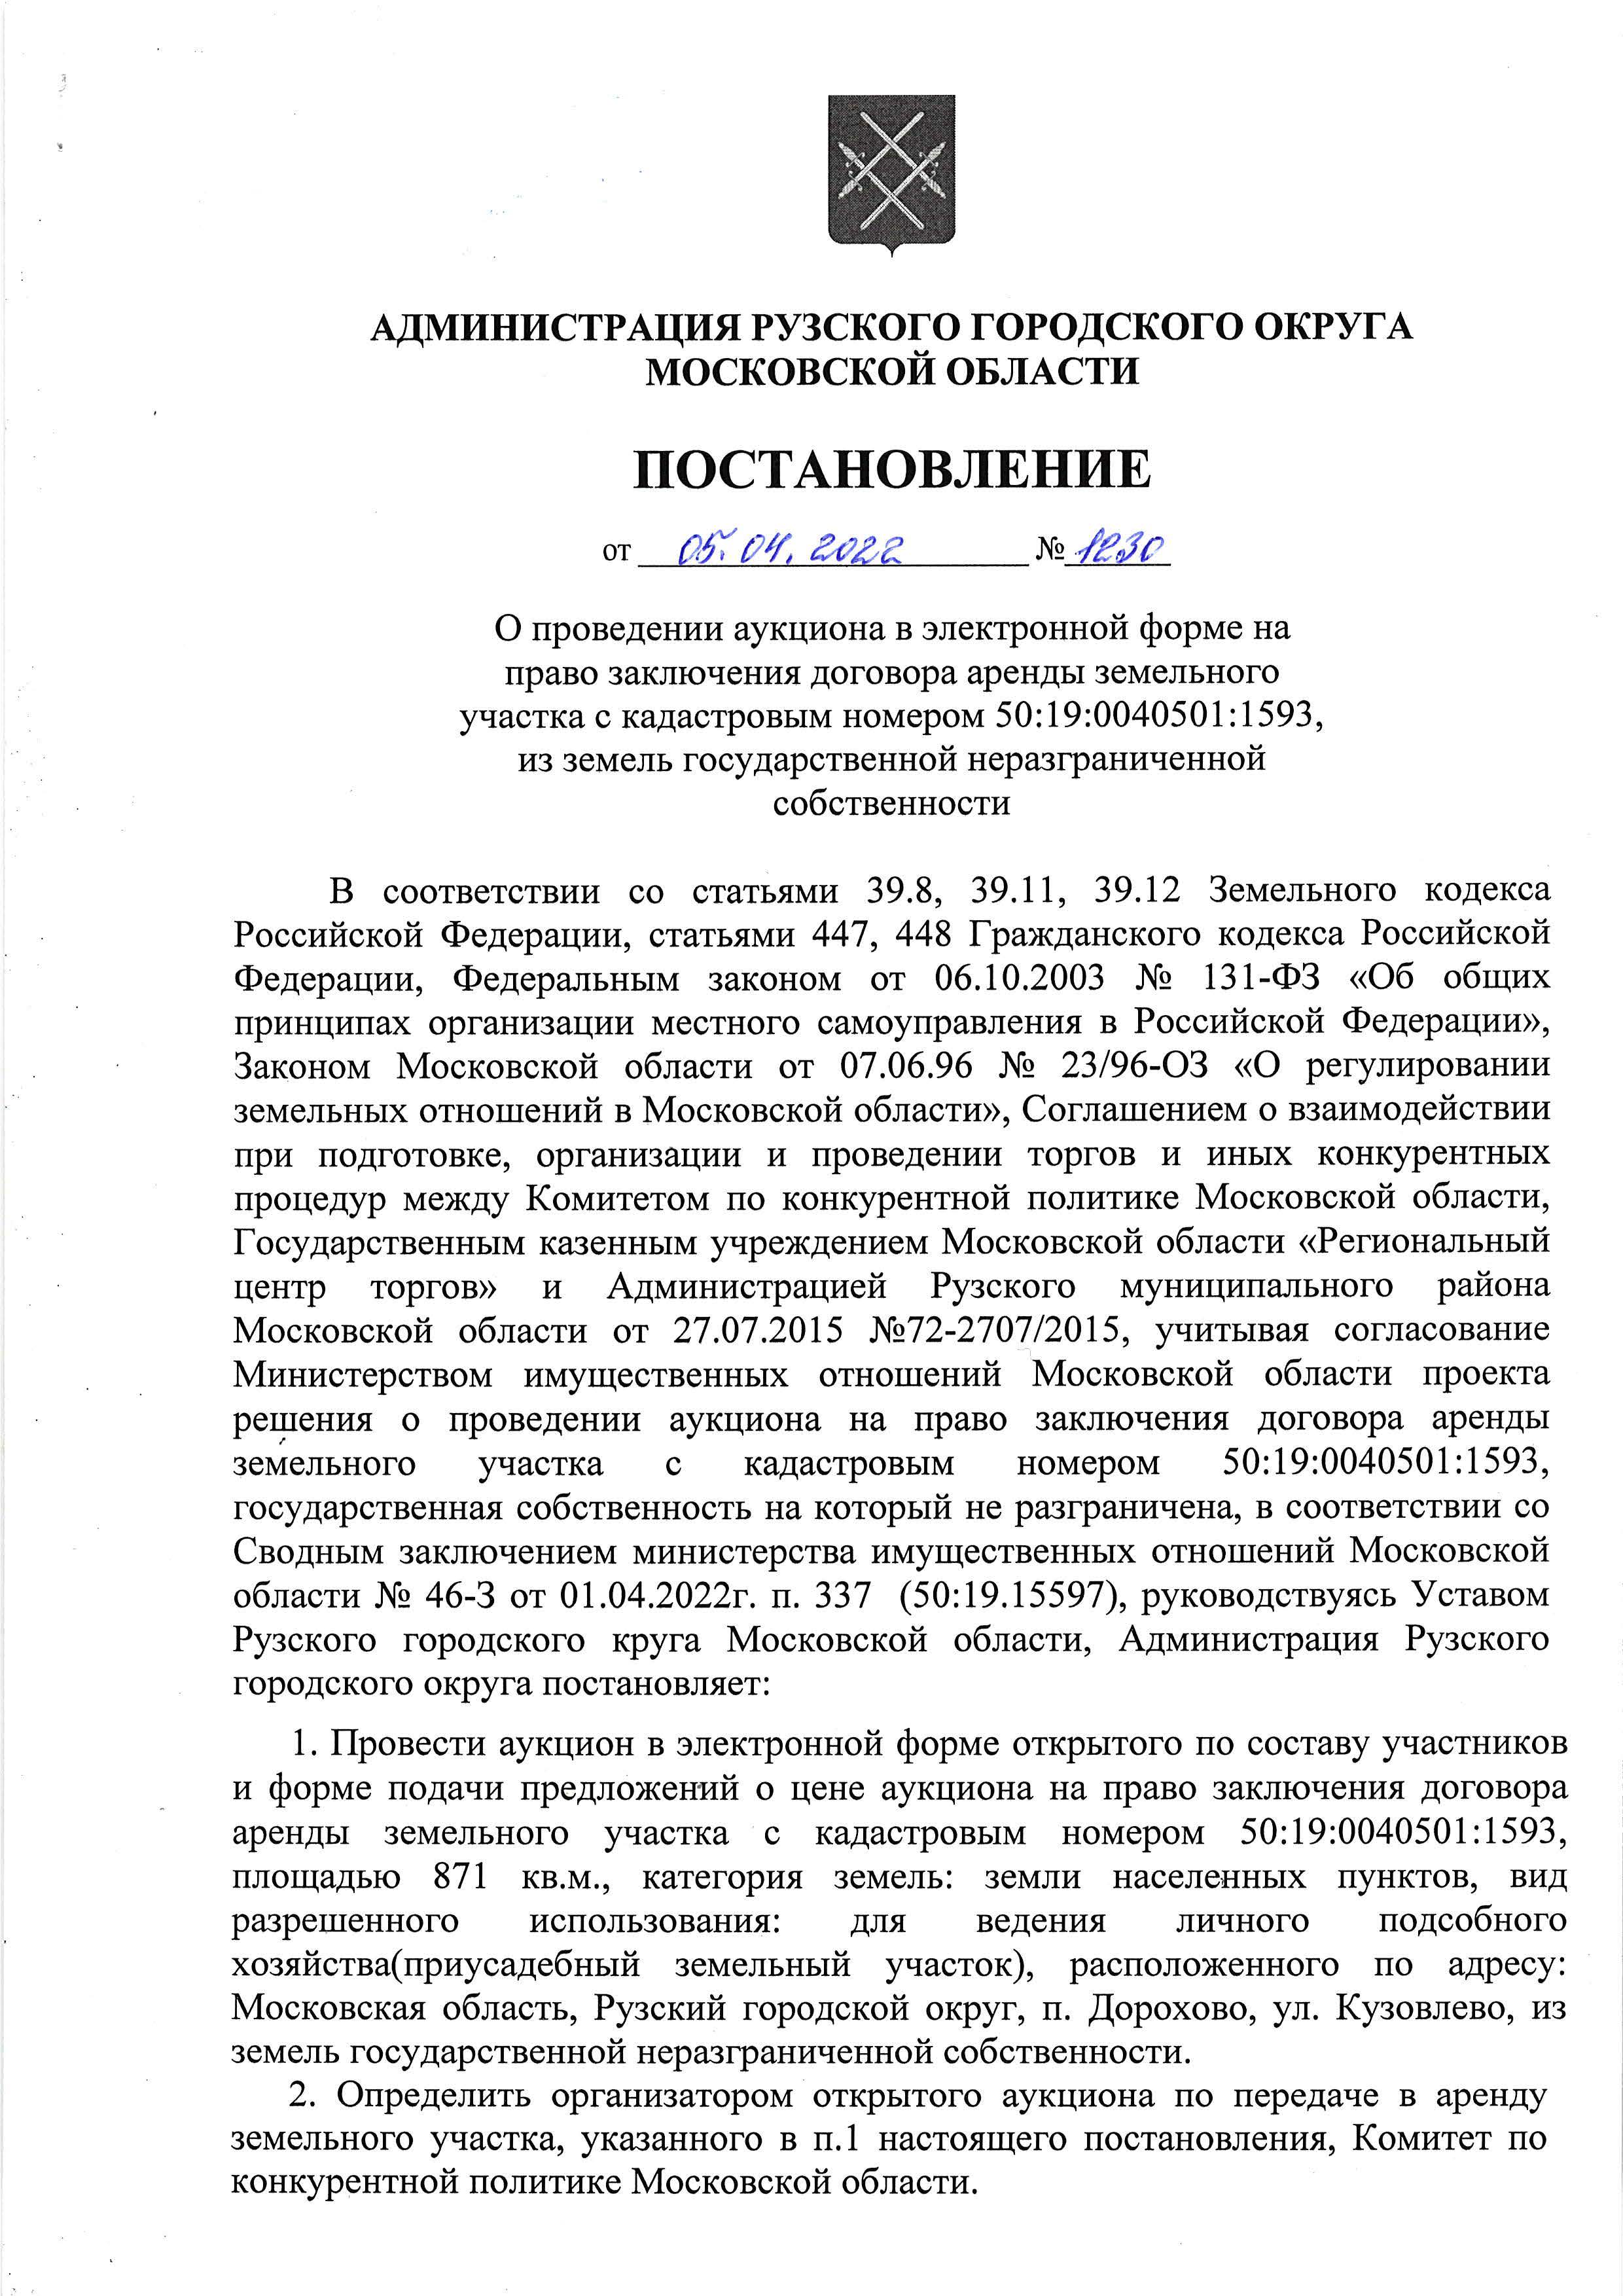 АДМИНИСТРАЦИЯ РУЗСКОГО ГОРОДСКОГО ОКРУГА
МОСКОВСКОЙ ОБЛАСТИ
ПОСТАНОВЛЕНИЕ
от 05.04.2022 № 1230
О проведении аукциона в электронной форме на
право заключения договора аренды земельного
участка с кадастровым номером 50:19:0040501:1593,
из земель государственной неразграниченной
собственности
В соответствии со статьями 39.8, 39.11, 39.12 Земельного кодекса
Российской Федерации, статьями 447, 448 Гражданского кодекса Российской
Федерации, Федеральным законом от 06.10.2003 № 131-ФЗ «Об общих
принципах организации местного самоуправления в Российской Федерации»,
Законом Московской области от 07.06.96 № 23/96-ОЗ «О регулировании
земельных отношений в Московской области», Соглашением о взаимодействии
при подготовке, организации и проведении торгов и иных конкурентных
процедур между Комитетом по конкурентной политике Московской области,
Государственным казенным учреждением Московской области «Региональный
центр торгов» и Администрацией Рузского муниципального района
Московской области от 27.07.2015 №72-2707/2015, учитывая согласование
Министерством имущественных отношений Московской области проекта
решения о проведении аукциона на право заключения договора аренды
земельного участка с кадастровым номером 50:19:0040501:1593,
государственная собственность на который не разграничена, в соответствии со
Сводным заключением министерства имущественных отношений Московской
области № 46-З от 01.04.2022г. п. 337 (50:19.15597), руководствуясь Уставом
Рузского городского круга Московской области, Администрация Рузского
городского округа постановляет:
1. Провести аукцион в электронной форме открытого по составу участников
и форме подачи предложений о цене аукциона на право заключения договора
аренды земельного участка с кадастровым номером 50:19:0040501:1593,
площадью 871 кв.м., категория земель: земли населенных пунктов, вид
разрешенного использования: для ведения личного подсобного
хозяйства(приусадебный земельный участок), расположенного по адресу:
Московская область, Рузский городской округ, п. Дорохово, ул. Кузовлево, из
земель государственной неразграниченной собственности.
2. Определить организатором открытого аукциона по передаче в аренду
земельного участка, указанного в п.1 настоящего постановления, Комитет по
конкурентной политике Московской области.